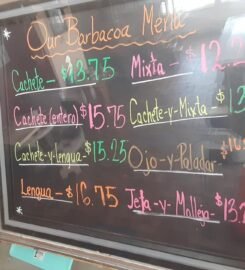 Our Barbacoa Menu
Cachete - $13.75
Mixta - $12.
Cachete (entero) $15.75
Cachete-y-Mixta - $
Cachete-y-Lengua - $15.25
Ojo-y-Paladar
Lengua - $16.75
Jeta-y-Molleja - $13.